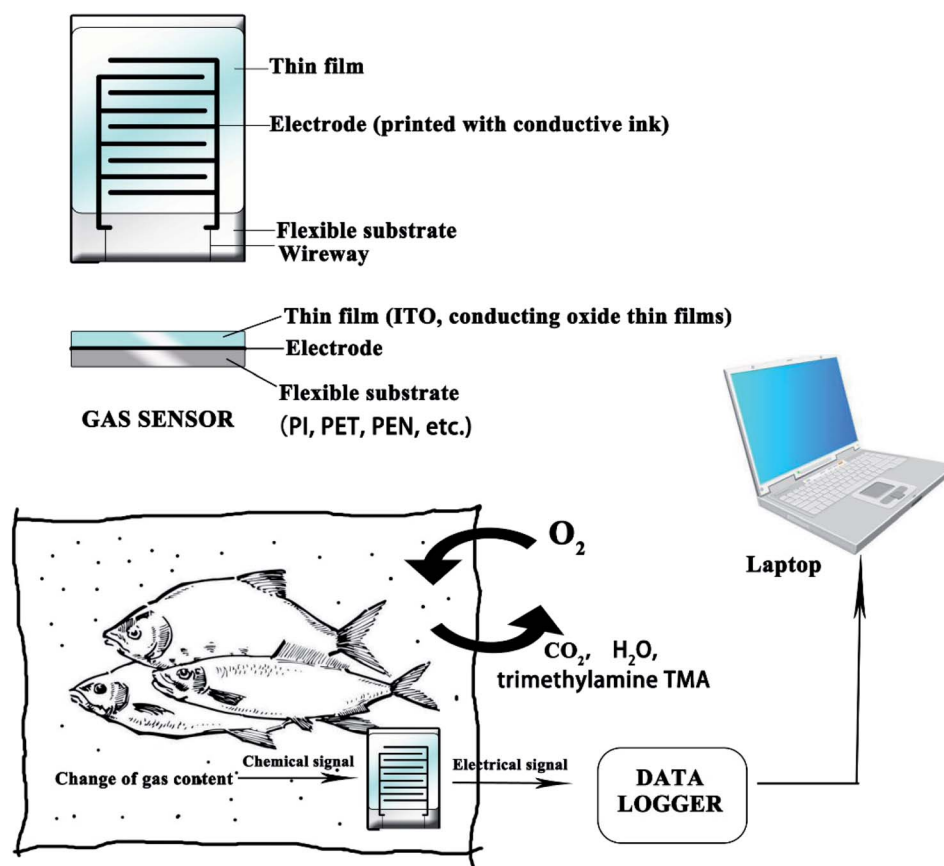 Thin film
Electrode (printed with conductive ink)
Flexible substrate
Wireway
Thin film (ITO, conducting oxide thin films)
Electrode
Flexible substrate
(PI, PET, PEN, etc.)
GAS SENSOR
O₂
Laptop
CO₂, H₂O,
trimethylamine TMA
Change of gas content
Chemical signal
Electrical signal
DATA
LOGGER